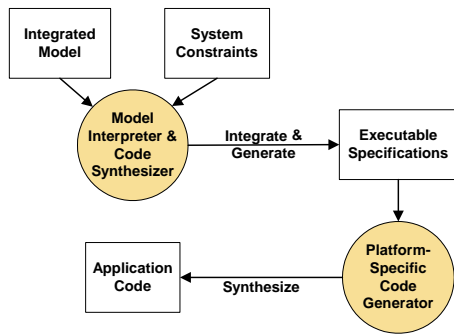 Integrated
Model
System
Constraints
Model
Interpreter &
Code
Synthesizer
Integrate &
Generate
Executable
Specifications
Platform-
Specific
Code
Generator
Synthesize
Application
Code